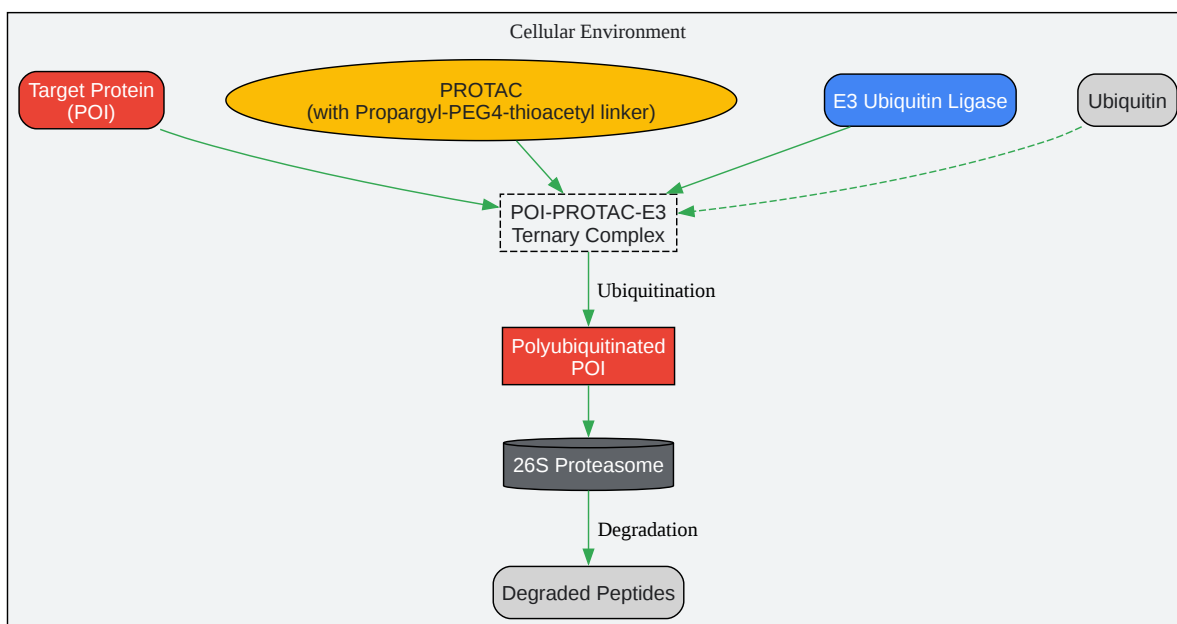 Cellular Environment
Target Protein
(POI)
PROTAC
(with Propargyl-PEG4-thioacetyl linker)
E3 Ubiquitin Ligase
Ubiquitin
POI-PROTAC-E3
Ternary Complex
Ubiquitination
Polyubiquitinated
POI
26S Proteasome
Degradation
Degraded Peptides